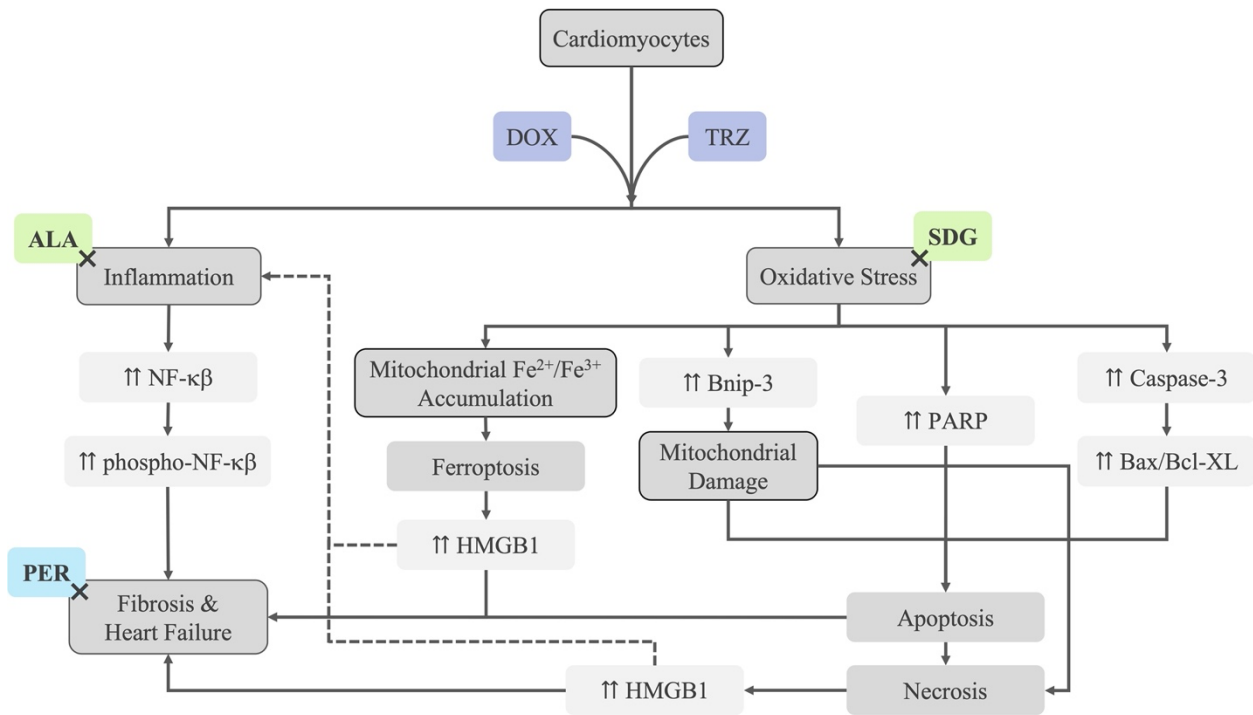 Cardiomyocytes
DOX
TRZ
ALA
SDG
Inflammation
Oxidative Stress
⇈ NF-κβ
Mitochondrial Fe²⁺/Fe³⁺
Accumulation
⇈ Bnip-3
⇈ Caspase-3
⇈ PARP
⇈ phospho-NF-κβ
Ferroptosis
Mitochondrial
Damage
⇈ Bax/Bcl-XL
⇈ HMGB1
PER
Fibrosis &
Heart Failure
Apoptosis
⇈ HMGB1
Necrosis